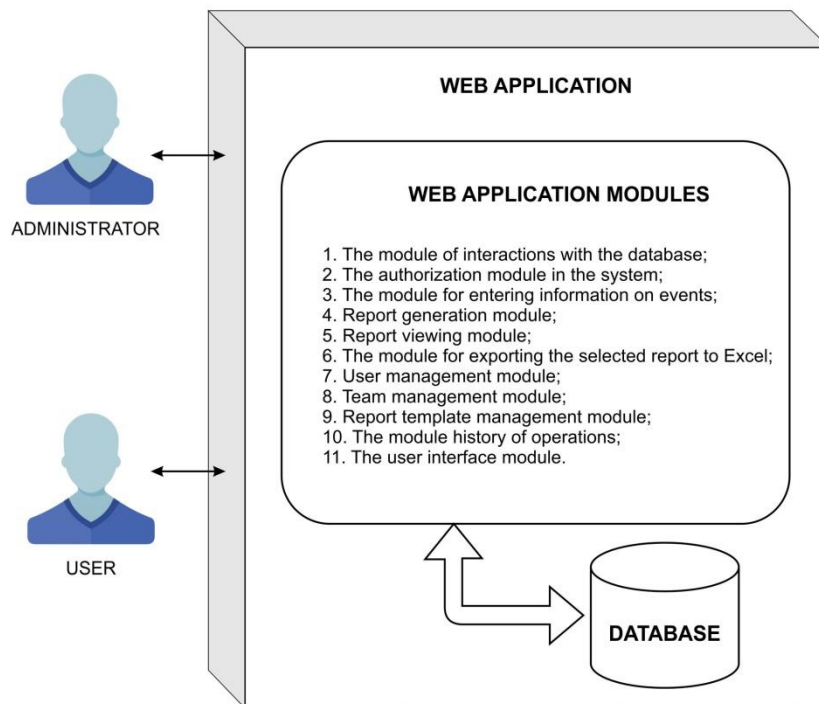 WEB APPLICATION
ADMINISTRATOR
WEB APPLICATION MODULES
1. The module of interactions with the database;
2. The authorization module in the system;
3. The module for entering information on events;
4. Report generation module;
5. Report viewing module;
6. The module for exporting the selected report to Excel;
7. User management module;
8. Team management module;
9. Report template management module;
10. The module history of operations;
11. The user interface module.
USER
DATABASE